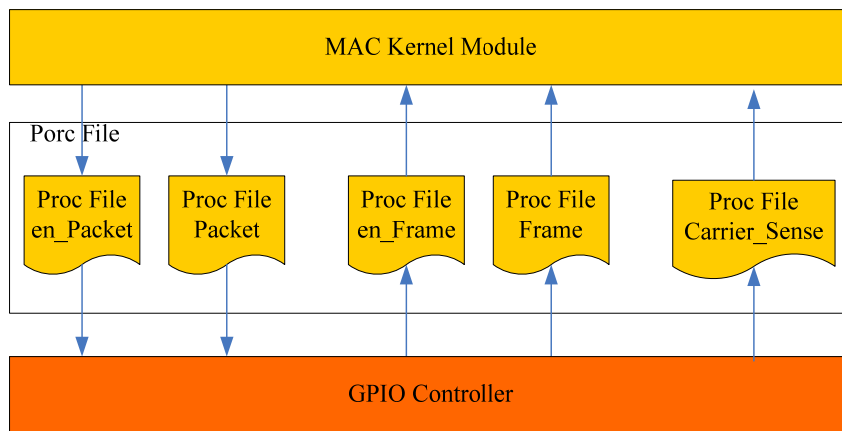 MAC Kernel Module
Porc File
Proc File
en_Packet
Proc File
Packet
Proc File
en_Frame
Proc File
Frame
Proc File
Carrier_Sense
GPIO Controller